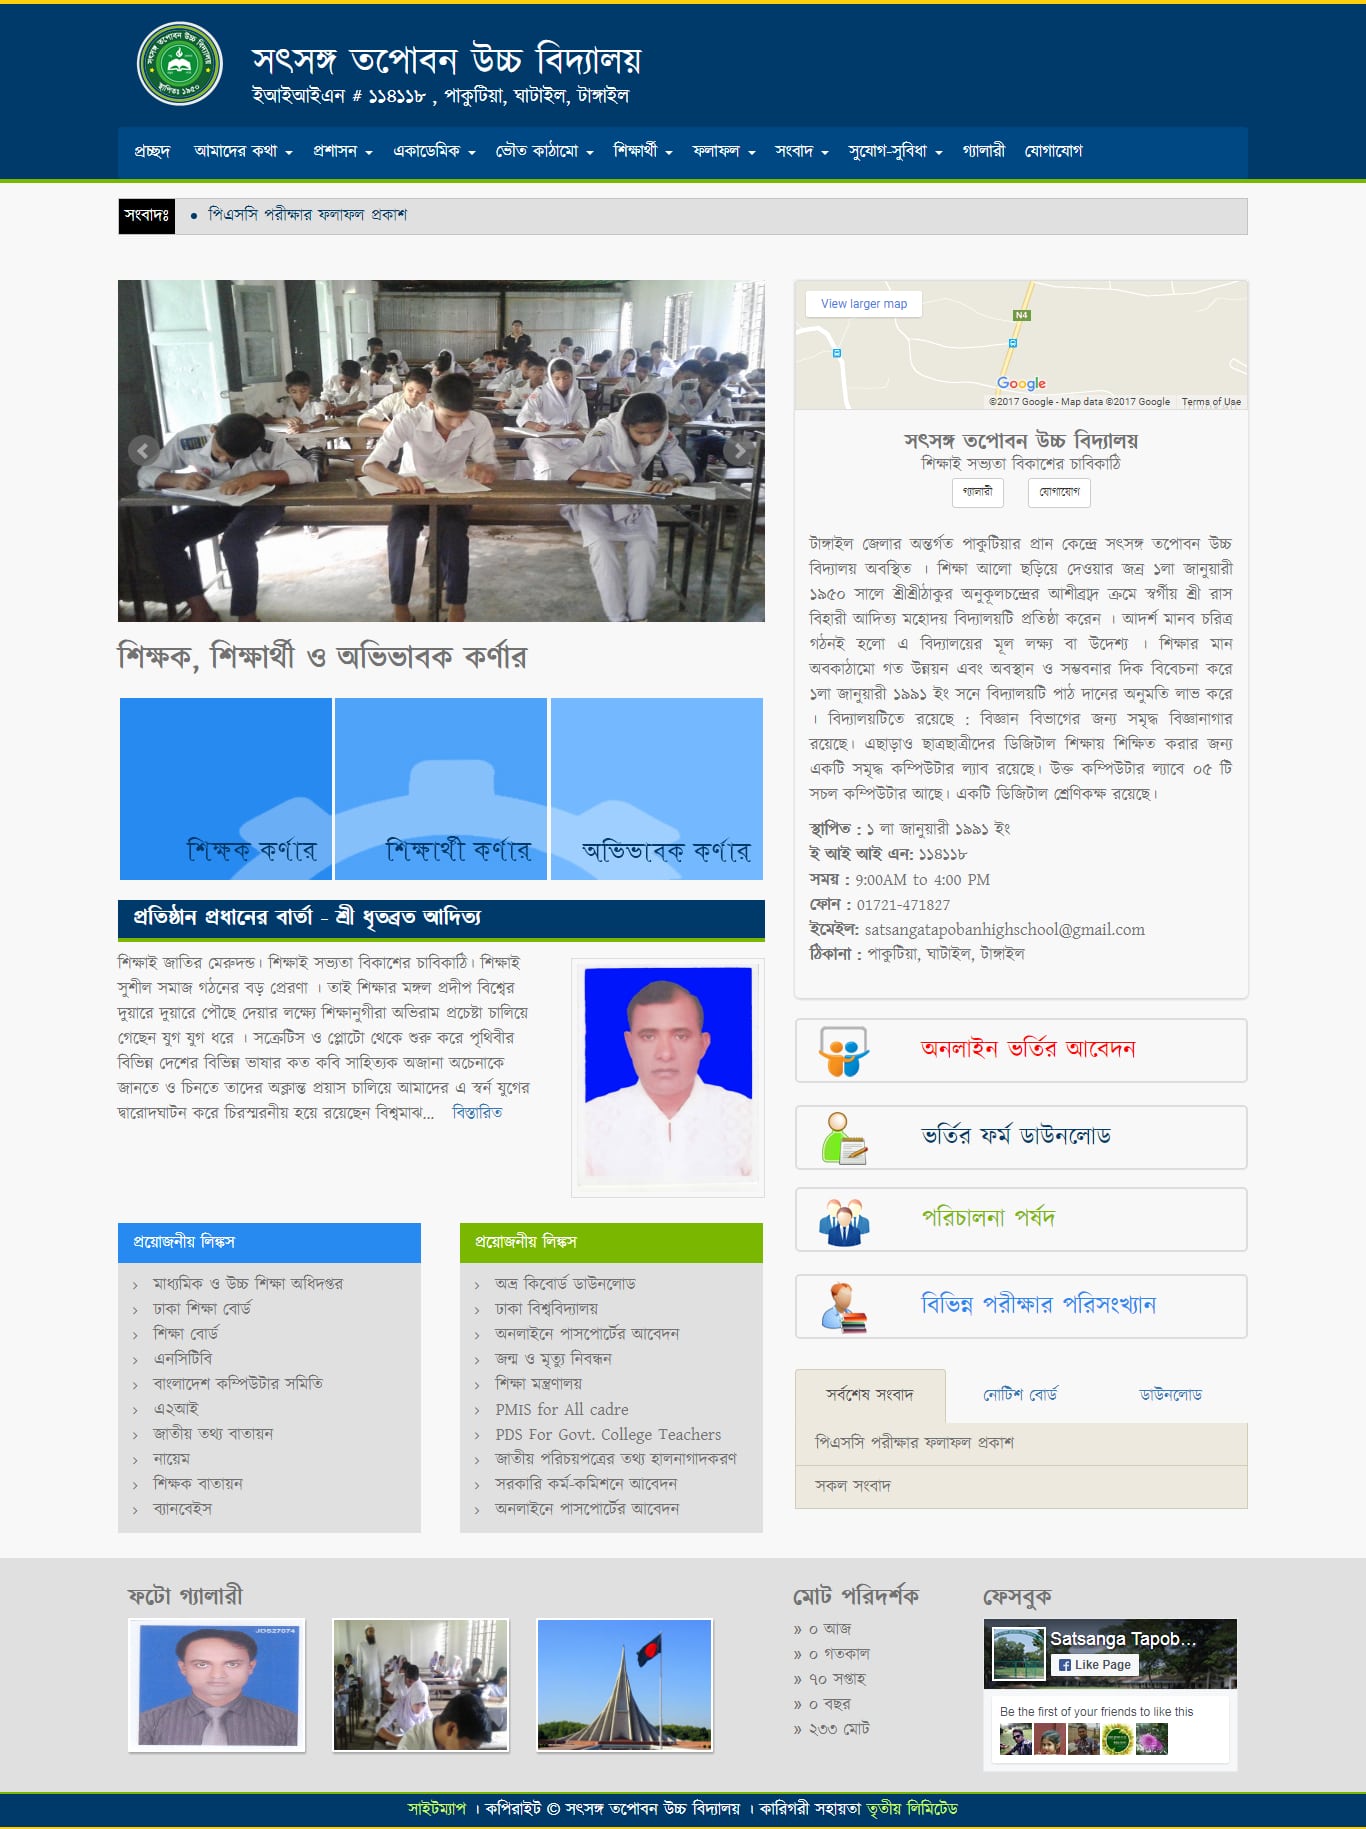 সৎসঙ্গ তপোবন উচ্চ বিদ্যালয়
ইআইআইএন # ১১৪১১৮ , পাকুটিয়া, ঘাটাইল, টাঙ্গাইল
প্রচ্ছদ আমাদের কথা প্রশাসন একাডেমিক ভৌত কাঠামো শিক্ষার্থী ফলাফল সংবাদ সুযোগ-সুবিধা গ্যালারী যোগাযোগ
সংবাদঃ • পিএসসি পরীক্ষার ফলাফল প্রকাশ
View larger map
N4
Google
©2017 Google - Map data ©2017 Google Terms of Use
সৎসঙ্গ তপোবন উচ্চ বিদ্যালয়
শিক্ষাই সভ্যতা বিকাশের চাবিকাঠি
গ্যালারী যোগাযোগ
টাঙ্গাইল জেলার অন্তর্গত পাকুটিয়ার প্রান কেন্দ্রে সৎসঙ্গ তপোবন উচ্চ
বিদ্যালয় অবস্থিত । শিক্ষা আলো ছড়িয়ে দেওয়ার জন্র ১লা জানুয়ারী
১৯৫০ সালে শ্রীশ্রীঠাকুর অনুকূলচন্দ্রের ক্রমে স্বর্গীয় শ্রী রাস
বিহারী আদিত্য মহোদয় বিদ্যালয়টি প্রতিষ্ঠা করেন । আদর্শ মানব চরিত্র
গঠনই হলো এ বিদ্যালয়ের মূল লক্ষ্য বা উদেশ্য । শিক্ষার মান
অবকাঠামো গত উন্নয়ন এবং অবস্থান ও সম্ভবনার দিক বিবেচনা করে
১লা জানুয়ারী ১৯৯১ ইং সনে বিদ্যালয়টি পাঠ দানের অনুমতি লাভ করে
। বিদ্যালয়টিতে রয়েছে : বিজ্ঞান বিভাগের জন্য সমৃদ্ধ বিজ্ঞানাগার
রয়েছে। এছাড়াও ছাত্রছাত্রীদের ডিজিটাল শিক্ষায় শিক্ষিত করার জন্য
একটি সমৃদ্ধ কম্পিউটার ল্যাব রয়েছে। উক্ত কম্পিউটার ল্যাবে ০৫ টি
সচল কম্পিউটার আছে। একটি ডিজিটাল শ্রেণিকক্ষ রয়েছে।
স্থাপিত : ১ লা জানুয়ারী ১৯৯১ ইং
ই আই আই এন: ১১৪১১৮
সময় : 9:00AM to 4:00 PM
ফোন : 01721-471827
ইমেইল: satsangatapobanhighschool@gmail.com
ঠিকানা : পাকুটিয়া, ঘাটাইল, টাঙ্গাইল
শিক্ষক, শিক্ষার্থী ও অভিভাবক কর্ণার
শিক্ষক কর্ণার শিক্ষার্থী কর্ণার অভিভাবক কর্ণার
প্রতিষ্ঠান প্রধানের বার্তা - শ্রী ধৃতব্রত আদিত্য
শিক্ষাই জাতির মেরুদন্ড। শিক্ষাই সভ্যতা বিকাশের চাবিকাঠি। শিক্ষাই
সুশীল সমাজ গঠনের বড় প্রেরণা । তাই শিক্ষার মঙ্গল প্রদীপ বিশ্বের
দুয়ারে দুয়ারে পৌছে দেয়ার লক্ষ্যে শিক্ষানুগীরা অভিরাম প্রচেষ্টা চালিয়ে
গেছেন যুগ যুগ ধরে । সক্রেটিস ও প্লোটো থেকে শুরু করে পৃথিবীর
বিভিন্ন দেশের বিভিন্ন ভাষার কত কবি সাহিত্যক অজানা অচেনাকে
জানতে ও চিনতে তাদের অক্লান্ত প্রয়াস চালিয়ে আমাদের এ স্বর্ন যুগের
দ্বারোদঘাটন করে চিরস্মরনীয় হয়ে রয়েছেন বিশ্বমাঝ... বিস্তারিত
অনলাইন ভর্তির আবেদন
ভর্তির ফর্ম ডাউনলোড
পরিচালনা পর্ষদ
বিভিন্ন পরীক্ষার পরিসংখ্যান
প্রয়োজনীয় লিঙ্কস
মাধ্যমিক ও উচ্চ শিক্ষা অধিদপ্তর
ঢাকা শিক্ষা বোর্ড
শিক্ষা বোর্ড
এনসিটিবি
বাংলাদেশ কম্পিউটার সমিতি
এ২আই
জাতীয় তথ্য বাতায়ন
নায়েম
শিক্ষক বাতায়ন
ব্যানবেইস
প্রয়োজনীয় লিঙ্কস
অভ্র কিবোর্ড ডাউনলোড
ঢাকা বিশ্ববিদ্যালয়
অনলাইনে পাসপোর্টের আবেদন
জন্ম ও মৃত্যু নিবন্ধন
শিক্ষা মন্ত্রণালয়
PMIS for All cadre
PDS For Govt. College Teachers
জাতীয় পরিচয়পত্রের তথ্য হালনাগাদকরণ
সরকারি কর্ম-কমিশনে আবেদন
অনলাইনে পাসপোর্টের আবেদন
সর্বশেষ সংবাদ নোটিশ বোর্ড ডাউনলোড
পিএসসি পরীক্ষার ফলাফল প্রকাশ
সকল সংবাদ
ফটো গ্যালারী
মোট পরিদর্শক
» ০ আজ
» ০ গতকাল
» ৭০ সপ্তাহ
» ০ বছর
» ২৩৩ মোট
ফেসবুক
Satsanga Tapob...
Like Page
Be the first of your friends to like this
সাইটম্যাপ । কপিরাইট © সৎসঙ্গ তপোবন উচ্চ বিদ্যালয় । কারিগরী সহায়তা তৃতীয় লিমিটেড